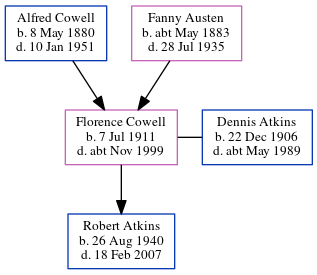 Alfred Cowell
b. 8 May 1880
d. 10 Jan 1951
Fanny Austen
b. abt May 1883
d. 28 Jul 1935
Florence Cowell
b. 7 Jul 1911
d. abt Nov 1999
Dennis Atkins
b. 22 Dec 1906
d. abt May 1989
Robert Atkins
b. 26 Aug 1940
d. 18 Feb 2007